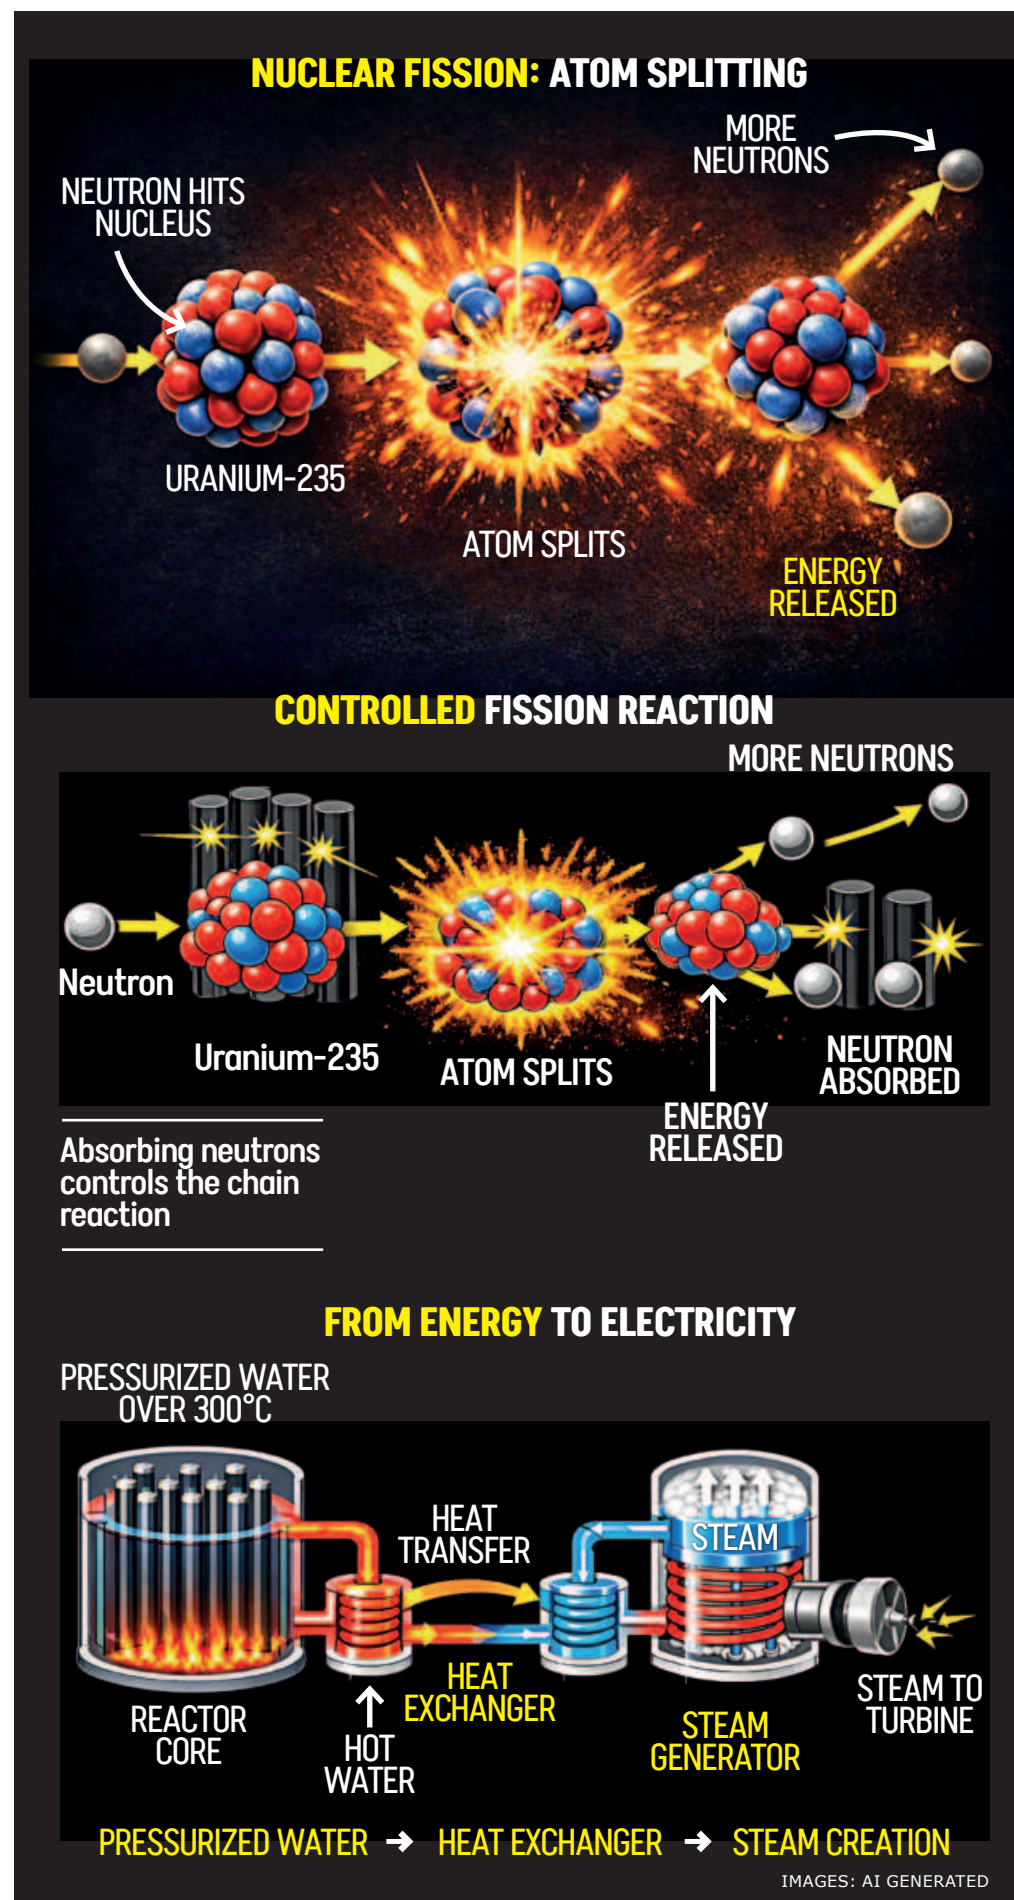 NUCLEAR FISSION: ATOM SPLITTING
MORE
NEUTRONS
NEUTRON HITS
NUCLEUS
URANIUM-235
ATOM SPLITS
ENERGY
RELEASED
CONTROLLED FISSION REACTION
MORE NEUTRONS
Neutron
Uranium-235
ATOM SPLITS
NEUTRON
ABSORBED
ENERGY
RELEASED
Absorbing neutrons
controls the chain
reaction
FROM ENERGY TO ELECTRICITY
PRESSURIZED WATER
OVER 300°C
HEAT
TRANSFER
STEAM
HEAT
EXCHANGER
REACTOR
CORE
HOT
WATER
STEAM
GENERATOR
STEAM TO
TURBINE
PRESSURIZED WATER → HEAT EXCHANGER → STEAM CREATION
IMAGES: AI GENERATED